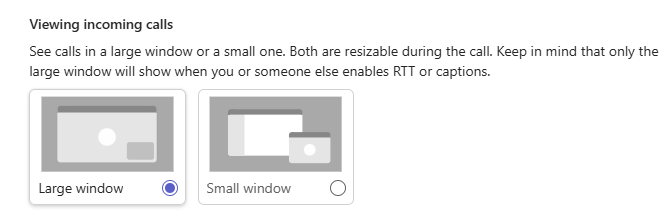 Viewing incoming calls
See calls in a large window or a small one. Both are resizable during the call. Keep in mind that only the
large window will show when you or someone else enables RTT or captions.
Large window
Small window